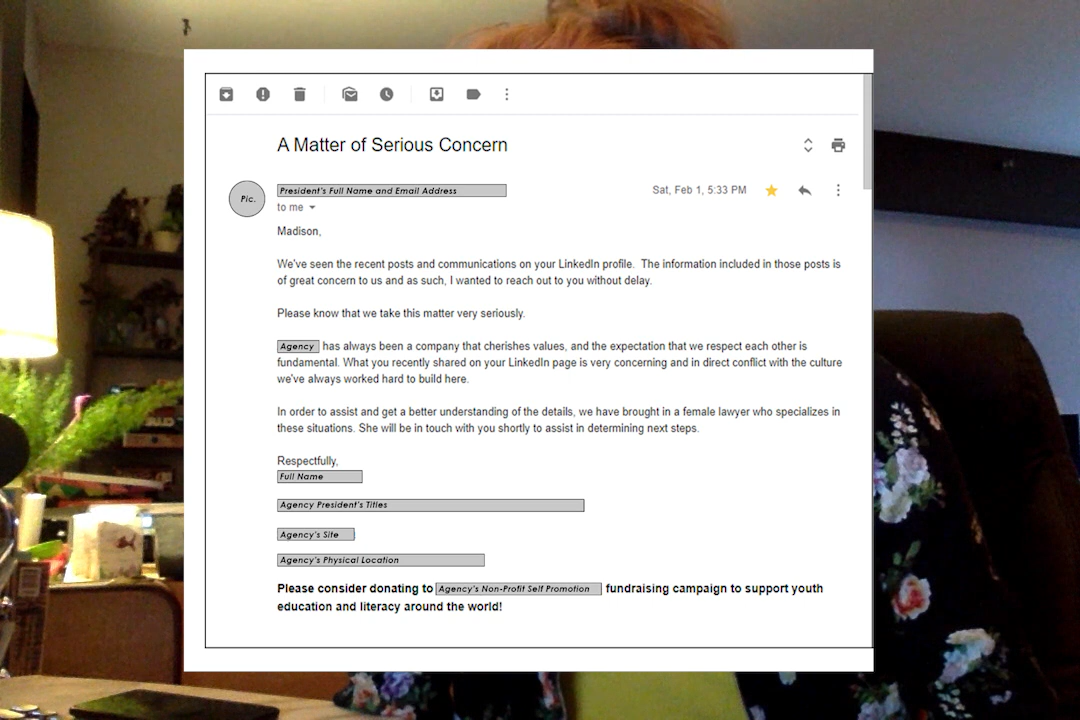 A Matter of Serious Concern
Pic.
President's Full Name and Email Address
Sat, Feb 1, 5:33 PM
to me
Madison,
We've seen the recent posts and communications on your LinkedIn profile. The information included in those posts is
of great concern to us and as such, I wanted to reach out to you without delay.
Please know that we take this matter very seriously.
Agency has always been a company that cherishes values, and the expectation that we respect each other is
fundamental. What you recently shared on your LinkedIn page is very concerning and in direct conflict with the culture
we've always worked hard to build here.
In order to assist and get a better understanding of the details, we have brought in a female lawyer who specializes in
these situations. She will be in touch with you shortly to assist in determining next steps.
Respectfully,
Full Name
Agency President's Titles
Agency's Site
Agency's Physical Location
Please consider donating to Agency's Non-Profit Self Promotion fundraising campaign to support youth
education and literacy around the world!